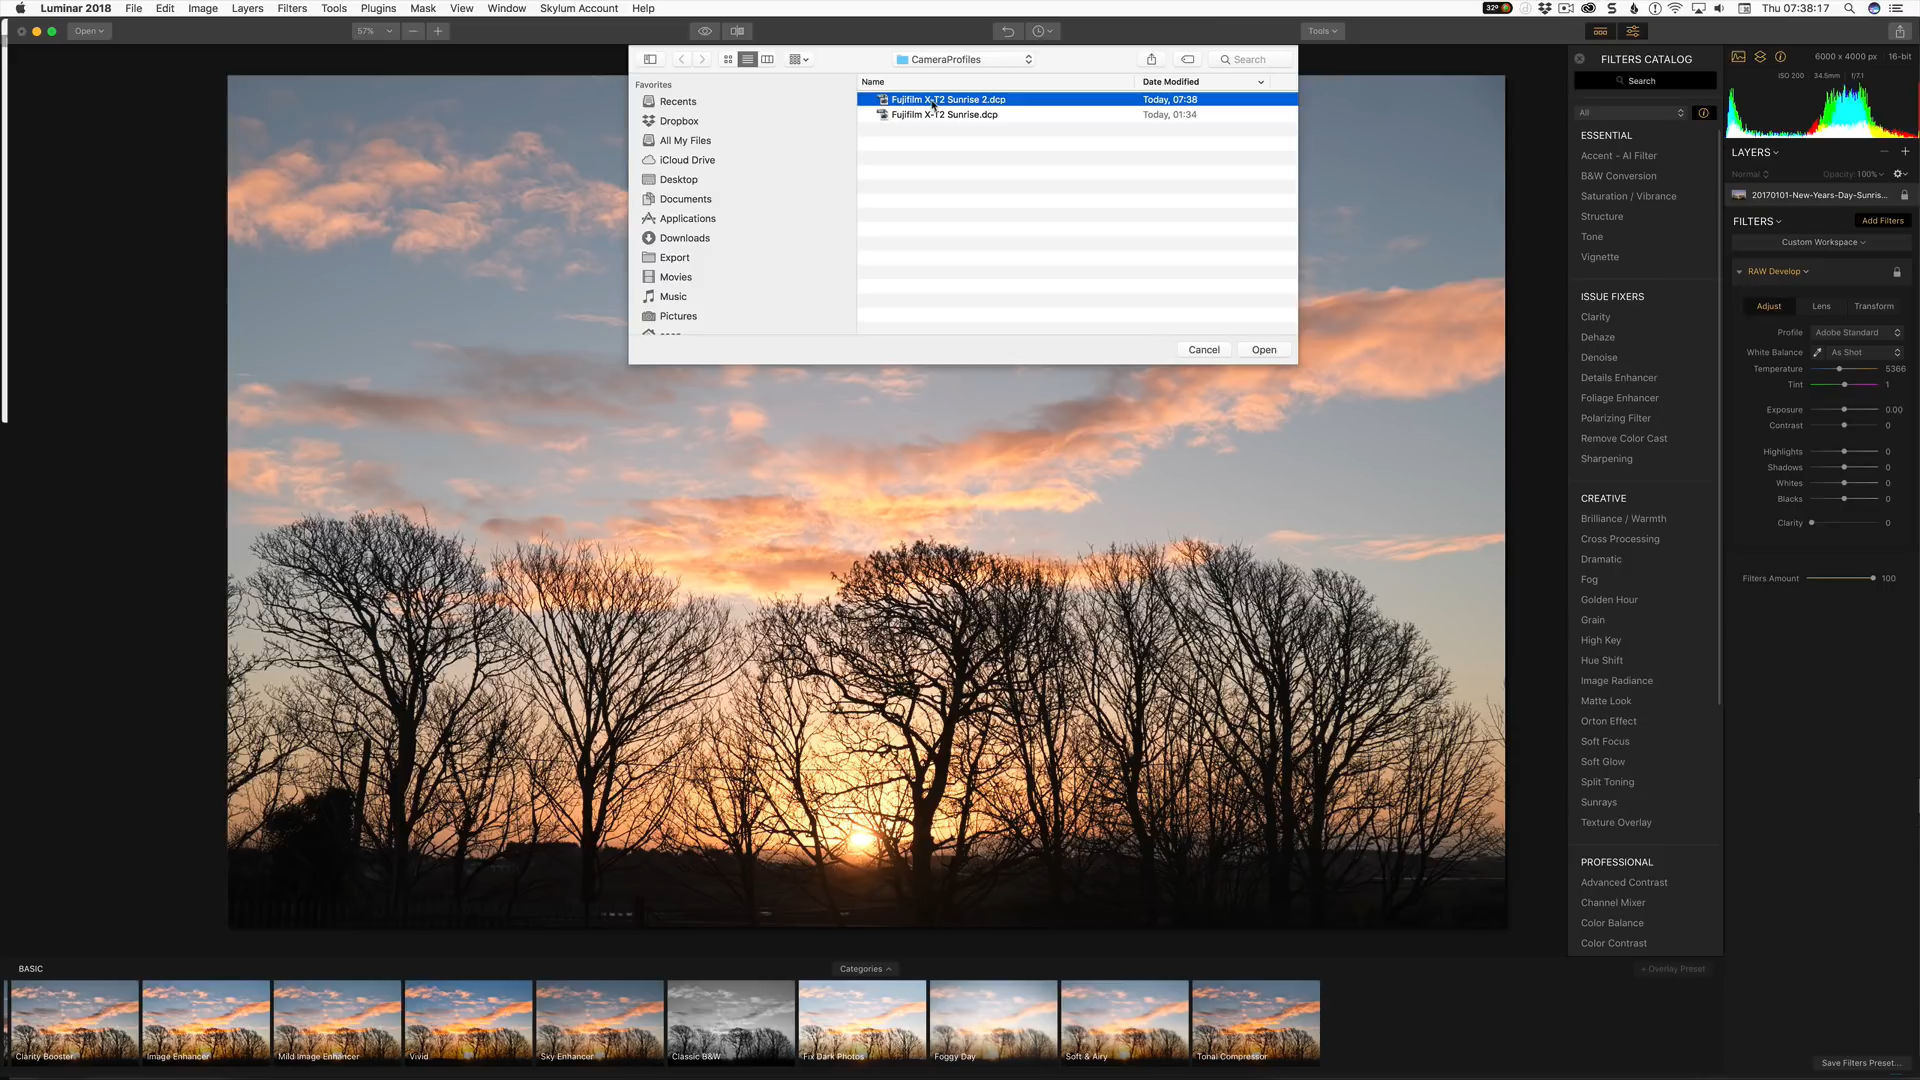 Luminar 2018 File Edit Image Layers Filters Tools Plugins Mask View Window Skylum Account Help
32° Thu 07:38:17
Open 57% Tools
CameraProfiles Search
Favorites
Recents
Dropbox
All My Files
iCloud Drive
Desktop
Documents
Applications
Downloads
Export
Movies
Music
Pictures
Name Date Modified
Fujifilm X-T2 Sunrise 2.dcp Today, 07:38
Fujifilm X-T2 Sunrise.dcp Today, 01:34
Cancel Open
FILTERS CATALOG
Search
All
ESSENTIAL
Accent - AI Filter
B&W Conversion
Saturation / Vibrance
Structure
Tone
Vignette
ISSUE FIXERS
Clarity
Dehaze
Denoise
Details Enhancer
Foliage Enhancer
Polarizing Filter
Remove Color Cast
Sharpening
CREATIVE
Brilliance / Warmth
Cross Processing
Dramatic
Fog
Golden Hour
Grain
High Key
Hue Shift
Image Radiance
Matte Look
Orton Effect
Soft Focus
Soft Glow
Split Toning
Sunrays
Texture Overlay
PROFESSIONAL
Advanced Contrast
Channel Mixer
Color Balance
Color Contrast
6000 x 4000 px 16-bit
ISO 200 34.5mm f/7.1
LAYERS
Normal Opacity: 100%
20170101-New-Years-Day-Sunris...
FILTERS Add Filters
Custom Workspace
RAW Develop
Adjust Lens Transform
Profile Adobe Standard
White Balance As Shot
Temperature 5366
Tint 1
Exposure 0.00
Contrast 0
Highlights 0
Shadows 0
Whites 0
Blacks 0
Clarity 0
Filters Amount 100
BASIC Categories + Overlay Preset
Clarity Booster Image Enhancer Mild Image Enhancer Vivid Sky Enhancer Classic B&W Fix Dark Photos Foggy Day Soft & Airy Tonal Compressor
Save Filters Preset...